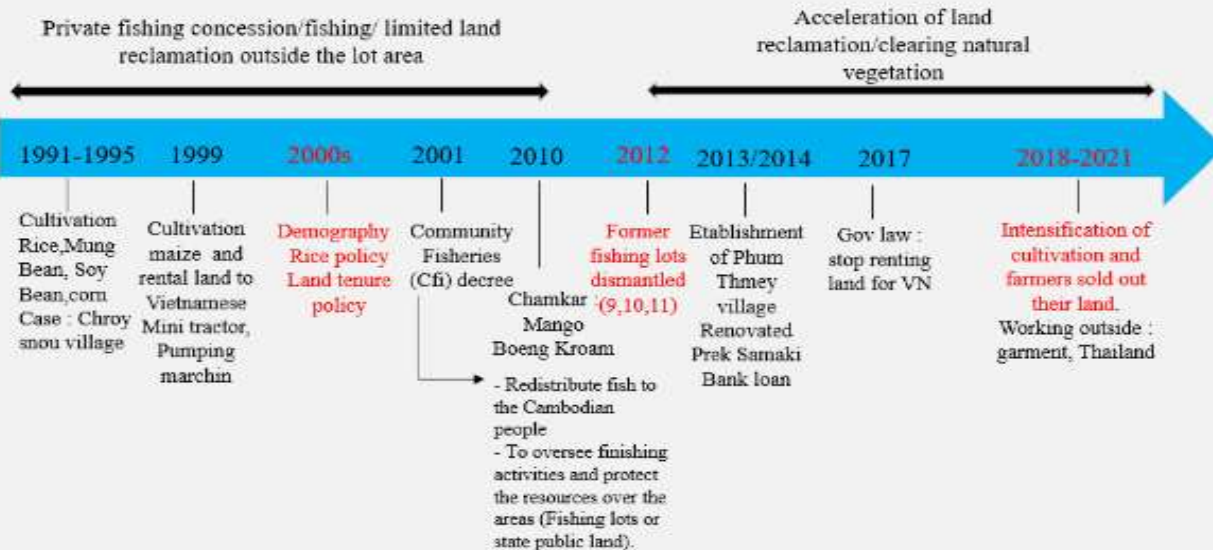 Private fishing concession/fishing/ limited land
reclamation outside the lot area
Acceleration of land
reclamation/clearing natural
vegetation
1991-1995
1999
2000s
2001
2010
2012
2013/2014
2017
2018-2021
Cultivation
Rice,Mung
Bean, Soy
Bean,corn
Case : Chroy
snou village
Cultivation
maize and
rental land to
Vietnamese
Mini tractor,
Pumping
marchin
Demography
Rice policy
Land tenure
policy
Community
Fisheries
(Cfi) decree
Chamkar
Mango
Boeng Kroam
- Redistribute fish to
the Cambodian
people
- To oversee finishing
activities and protect
the resources over the
areas (Fishing lots or
state public land).
Former
fishing lots
dismantled
(9,10,11)
Etablishment
of Phum
Thmey
village
Renovated
Prek Samaki
Bank loan
Gov law :
stop renting
land for VN
Intensification of
cultivation and
farmers sold out
their land.
Working outside :
garment, Thailand